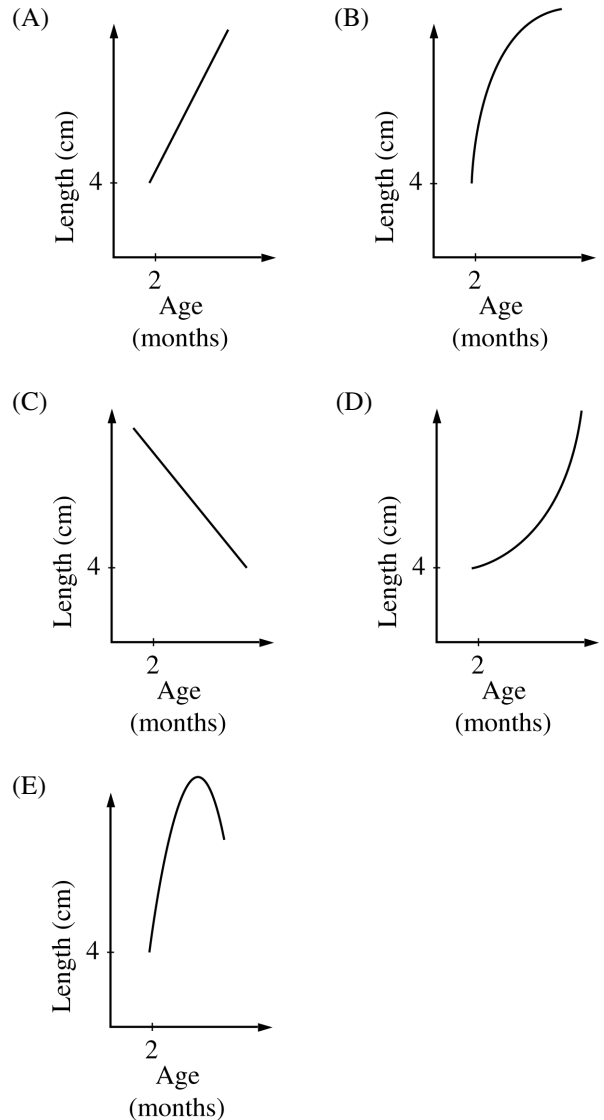 (A)
Length (cm)
4
2
Age
(months)
(B)
Length (cm)
4
2
Age
(months)
(C)
Length (cm)
4
2
Age
(months)
(D)
Length (cm)
4
2
Age
(months)
(E)
Length (cm)
4
2
Age
(months)